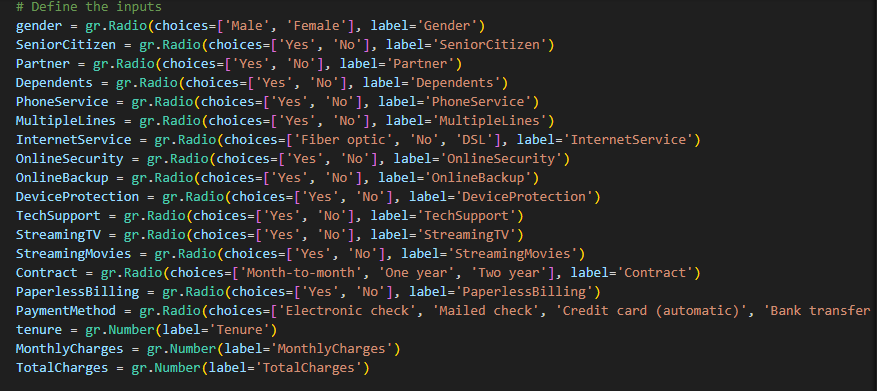 # Define the inputs
gender = gr.Radio(choices=['Male', 'Female'], label='Gender')
SeniorCitizen = gr.Radio(choices=['Yes', 'No'], label='SeniorCitizen')
Partner = gr.Radio(choices=['Yes', 'No'], label='Partner')
Dependents = gr.Radio(choices=['Yes', 'No'], label='Dependents')
PhoneService = gr.Radio(choices=['Yes', 'No'], label='PhoneService')
MultipleLines = gr.Radio(choices=['Yes', 'No'], label='MultipleLines')
InternetService = gr.Radio(choices=['Fiber optic', 'No', 'DSL'], label='InternetService')
OnlineSecurity = gr.Radio(choices=['Yes', 'No'], label='OnlineSecurity')
OnlineBackup = gr.Radio(choices=['Yes', 'No'], label='OnlineBackup')
DeviceProtection = gr.Radio(choices=['Yes', 'No'], label='DeviceProtection')
TechSupport = gr.Radio(choices=['Yes', 'No'], label='TechSupport')
StreamingTV = gr.Radio(choices=['Yes', 'No'], label='StreamingTV')
StreamingMovies = gr.Radio(choices=['Yes', 'No'], label='StreamingMovies')
Contract = gr.Radio(choices=['Month-to-month', 'One year', 'Two year'], label='Contract')
PaperlessBilling = gr.Radio(choices=['Yes', 'No'], label='PaperlessBilling')
PaymentMethod = gr.Radio(choices=['Electronic check', 'Mailed check', 'Credit card (automatic)', 'Bank transfer
tenure = gr.Number(label='Tenure')
MonthlyCharges = gr.Number(label='MonthlyCharges')
TotalCharges = gr.Number(label='TotalCharges')